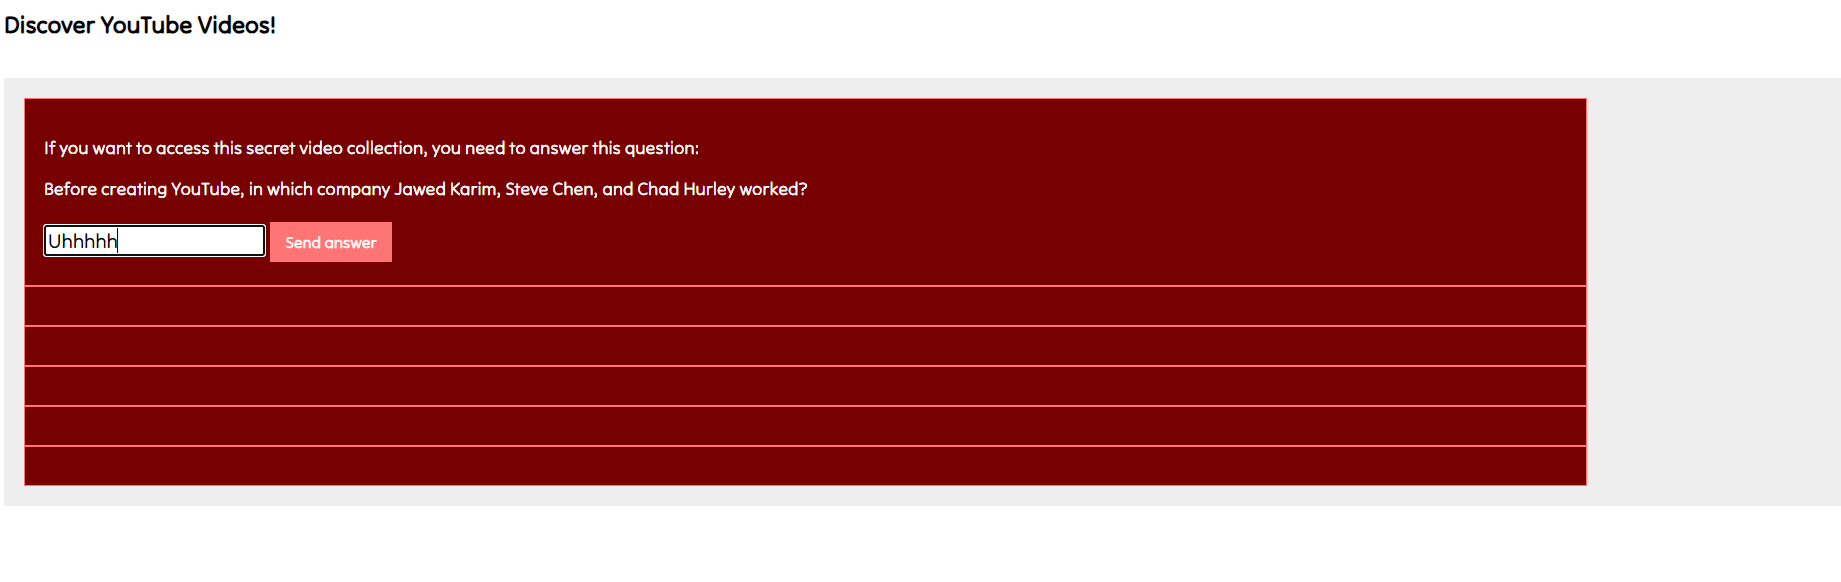 Discover YouTube Videos!
If you want to access this secret video collection, you need to answer this question:
Before creating YouTube, in which company Jawed Karim, Steve Chen, and Chad Hurley worked?
Uhhhhh
Send answer